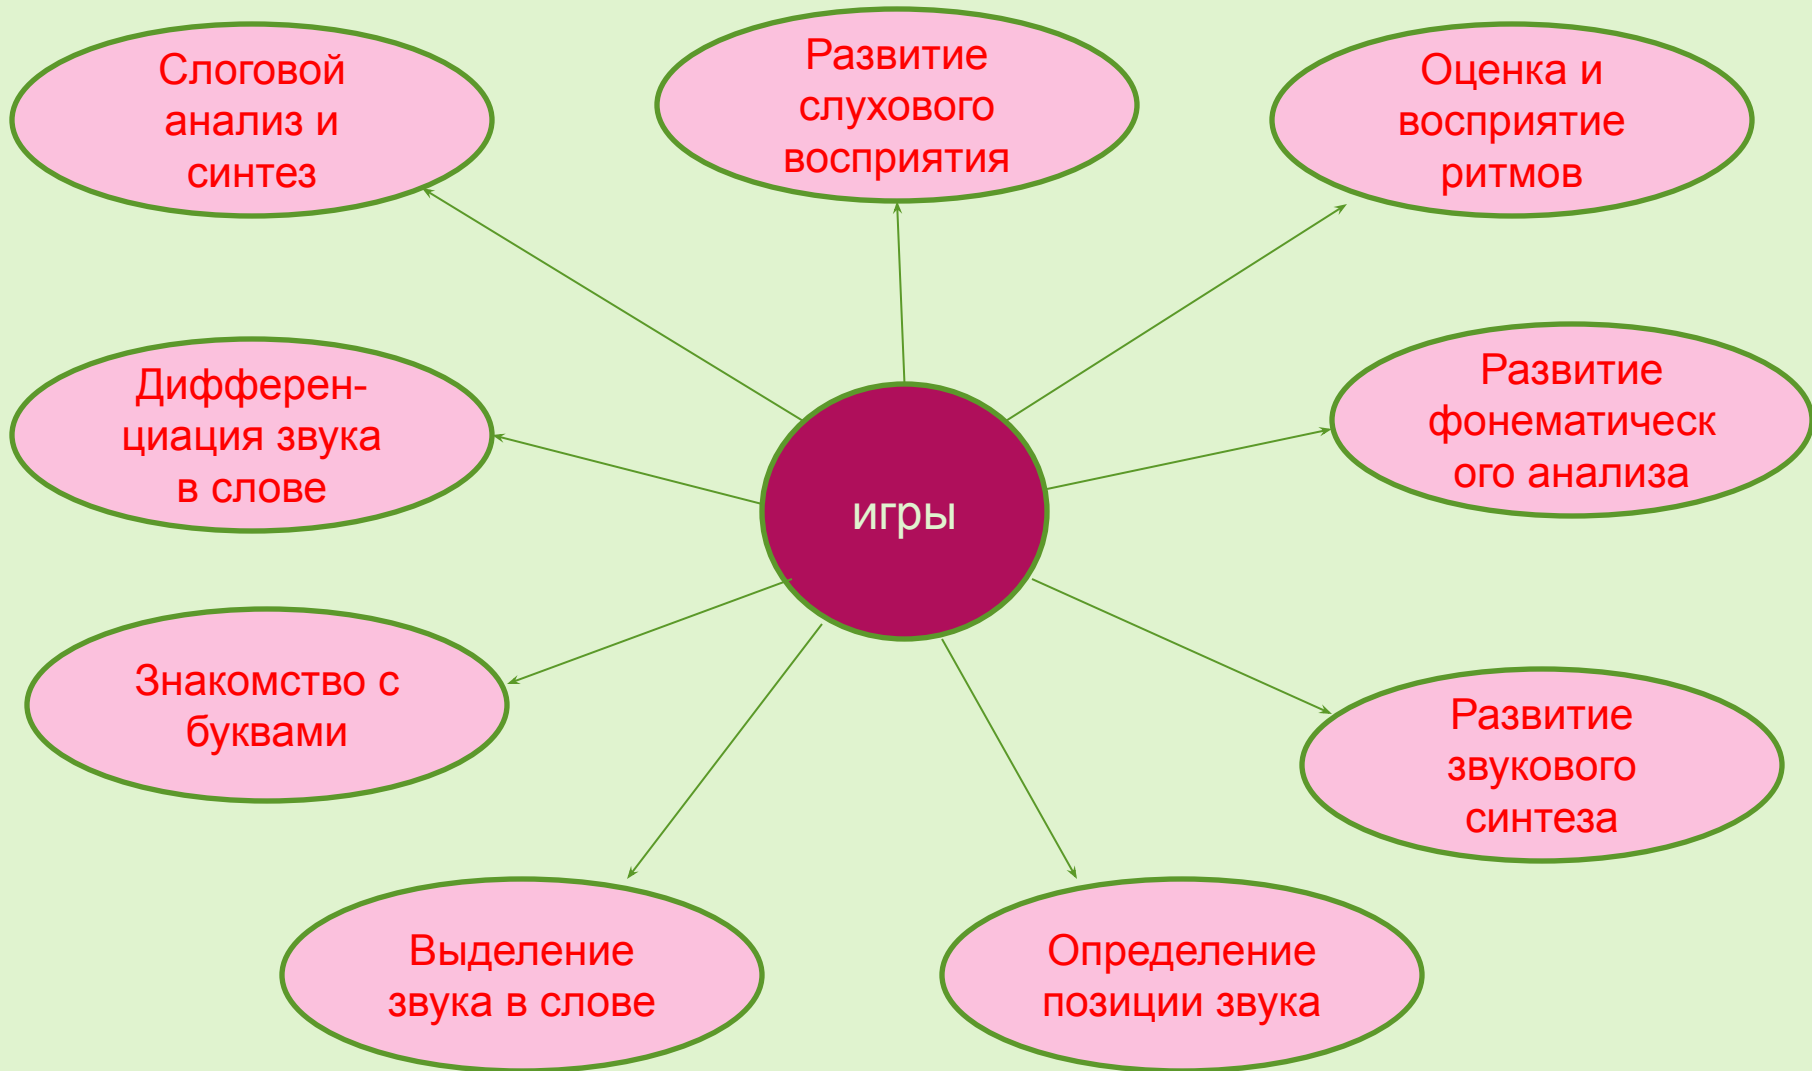 Слоговой
анализ и
синтез
Развитие
слухового
восприятия
Оценка и
восприятие
ритмов
Дифферен-
циация звука
в слове
игры
Развитие
фонематическ
ого анализа
Знакомство с
буквами
Развитие
звукового
синтеза
Выделение
звука в слове
Определение
позиции звука